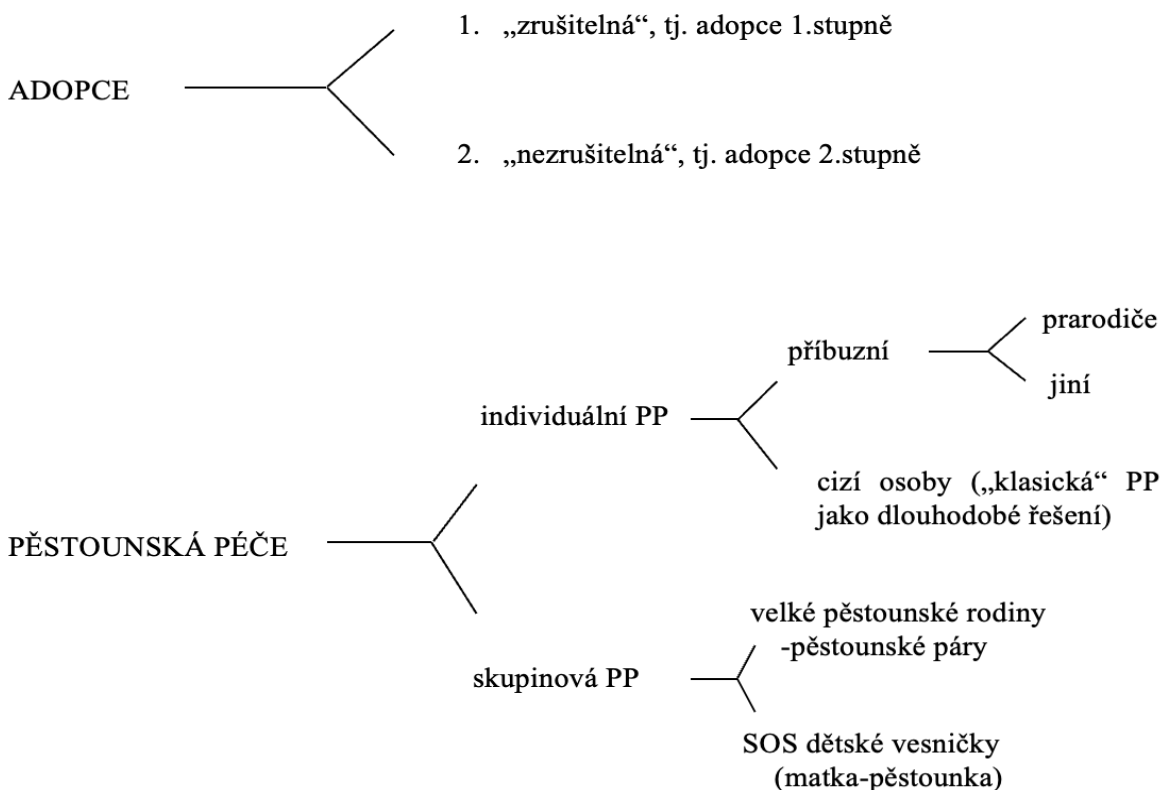 1. „zrušitelná“, tj. adopce 1.stupně
ADOPCE
2. „nezrušitelná“, tj. adopce 2.stupně
prarodiče
příbuzní
jiní
individuální PP
cizí osoby („klasická“ PP
jako dlouhodobé řešení)
PĚSTOUNSKÁ PÉČE
velké pěstounské rodiny
-pěstounské páry
skupinová PP
SOS dětské vesničky
(matka-pěstounka)